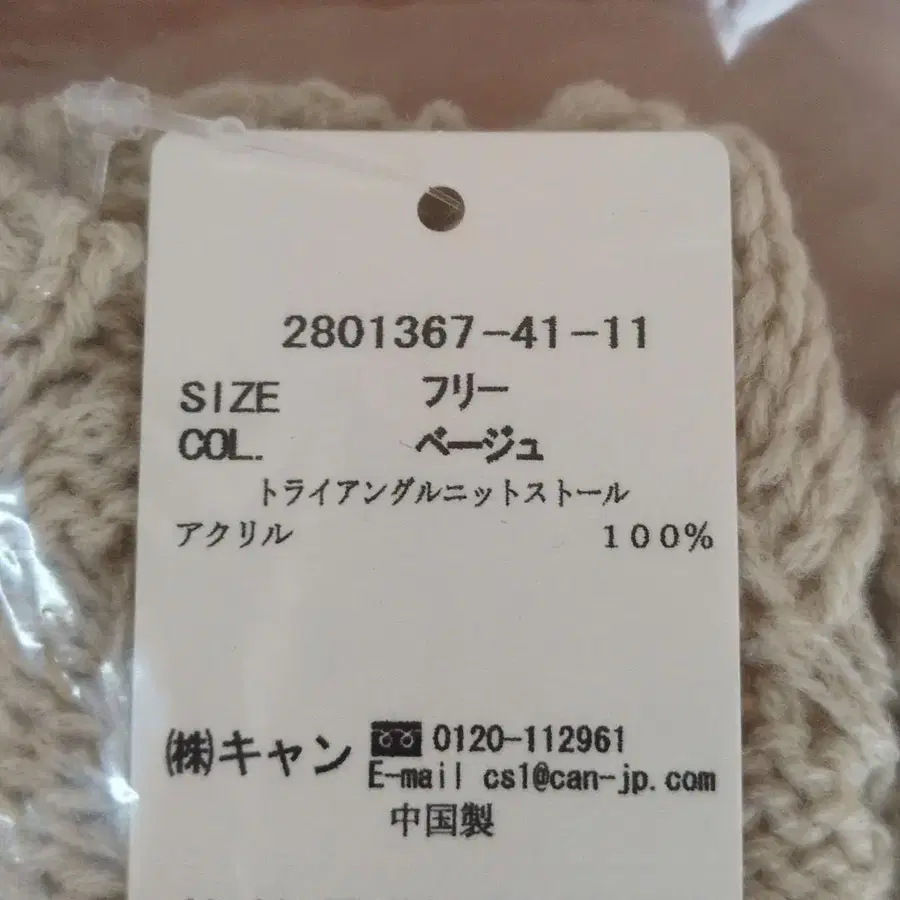 2801367-41-11
SIZE フリー
COL. ベージュ
トライアングルニットストール
アクリル 100%
㈱キャン 0120-112961
E-mail cs1@can-jp.com
中国製